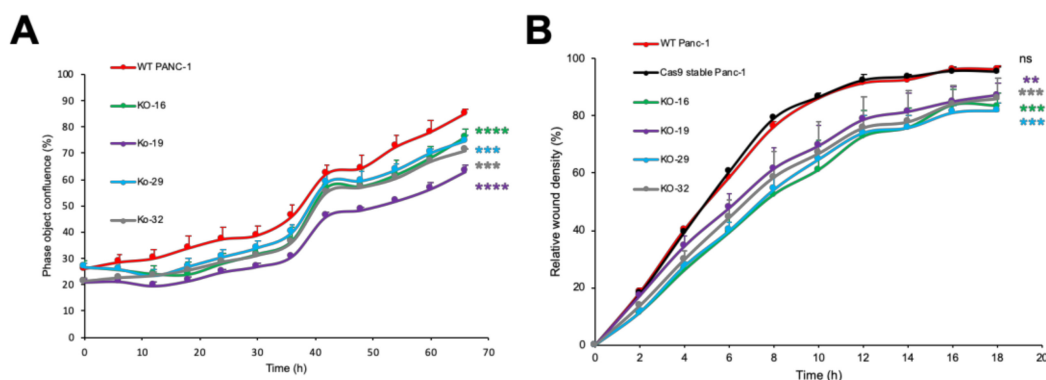 A
Phase object confluence (%)
100
90
80
70
60
50
40
30
20
10
0
WT PANC-1
KO-16
Ko-19
Ko-29
Ko-32
****
***
***
****
0 10 20 30 40 50 60 70
Time (h)
B
Relative wound density (%)
100
80
60
40
20
0
WT Panc-1
Cas9 stable Panc-1
KO-16
KO-19
KO-29
KO-32
ns
**
***
***
***
0 2 4 6 8 10 12 14 16 18 20
Time (h)